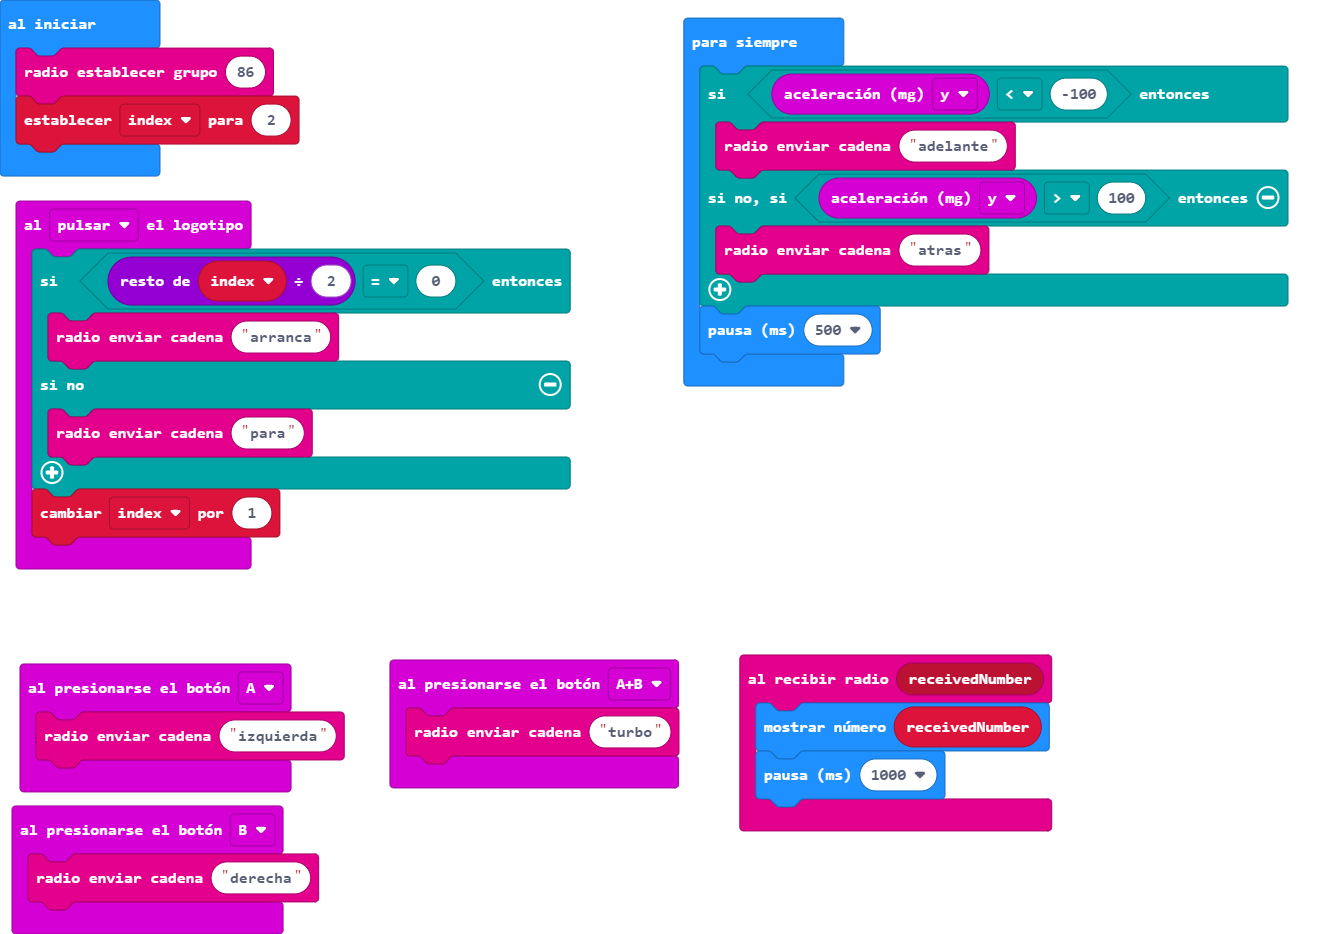 al iniciar
radio establecer grupo 86
establecer index para 2
al pulsar el logotipo
si resto de index ÷ 2 = 0 entonces
radio enviar cadena "arranca"
si no
radio enviar cadena "para"
cambiar index por 1
para siempre
si aceleración (mg) y < -100 entonces
radio enviar cadena "adelante"
si no, si aceleración (mg) y > 100 entonces
radio enviar cadena "atras"
pausa (ms) 500
al presionarse el botón A
radio enviar cadena "izquierda"
al presionarse el botón A+B
radio enviar cadena "turbo"
al recibir radio receivedNumber
mostrar número receivedNumber
pausa (ms) 1000
al presionarse el botón B
radio enviar cadena "derecha"